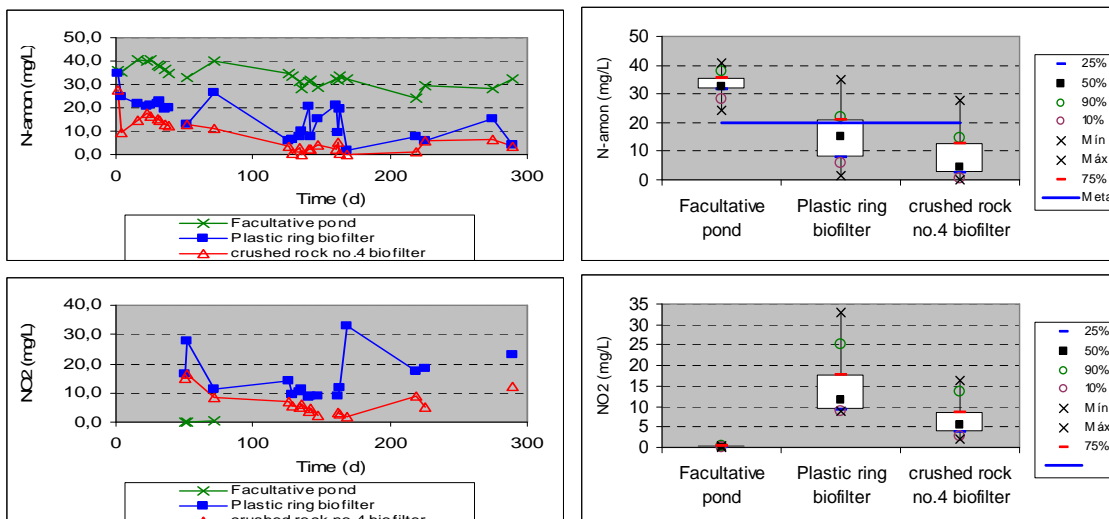 50,0
40,0
30,0
20,0
10,0
0,0
N-amon (mg/L)
0 100 200 300
Time (d)
Facultative pond
Plastic ring biofilter
crushed rock no.4 biofilter
50
40
30
20
10
0
N-amon (mg/L)
Facultative pond
Plastic ring biofilter
crushed rock no.4 biofilter
25%
50%
90%
10%
Mín
Máx
75%
Meta
40,0
30,0
20,0
10,0
0,0
NO2 (mg/L)
0 100 200 300
Time (d)
Facultative pond
Plastic ring biofilter
crushed rock no.4 biofilter
35
30
25
20
15
10
5
0
NO2 (mg/L)
Facultative pond
Plastic ring biofilter
crushed rock no.4 biofilter
25%
50%
90%
10%
Mín
Máx
75%